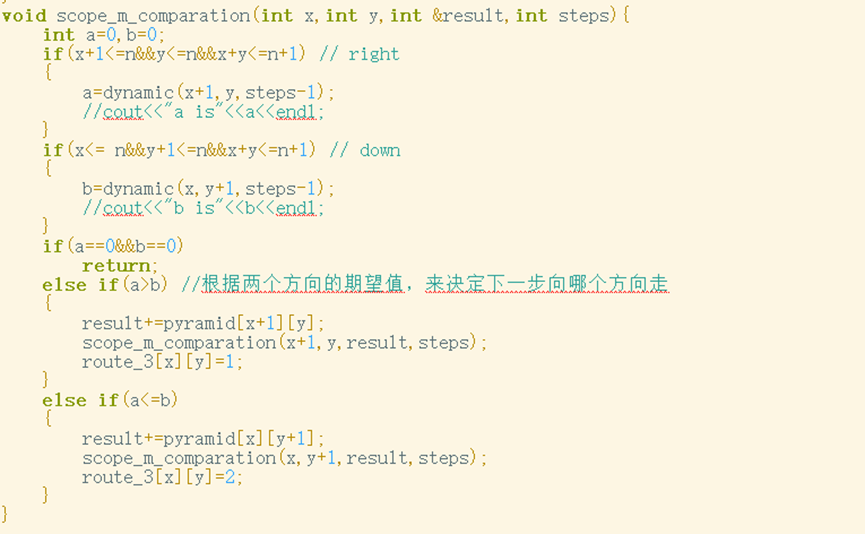 void scope_m_comparation(int x,int y,int &result,int steps){
    int a=0,b=0;
    if(x+1<=n&&y<=n&&x+y<=n+1) // right
    {
        a=dynamic(x+1,y,steps-1);
        //cout<<"a is"<<a<<endl;
    }
    if(x<= n&&y+1<=n&&x+y<=n+1) // down
    {
        b=dynamic(x,y+1,steps-1);
        //cout<<"b is"<<b<<endl;
    }
    if(a==0&&b==0)
        return;
    else if(a>b) //根据两个方向的期望值，来决定下一步向哪个方向走
    {
        result+=pyramid[x+1][y];
        scope_m_comparation(x+1,y,result,steps);
        route_3[x][y]=1;
    }
    else if(a<=b)
    {
        result+=pyramid[x][y+1];
        scope_m_comparation(x,y+1,result,steps);
        route_3[x][y]=2;
    }
}